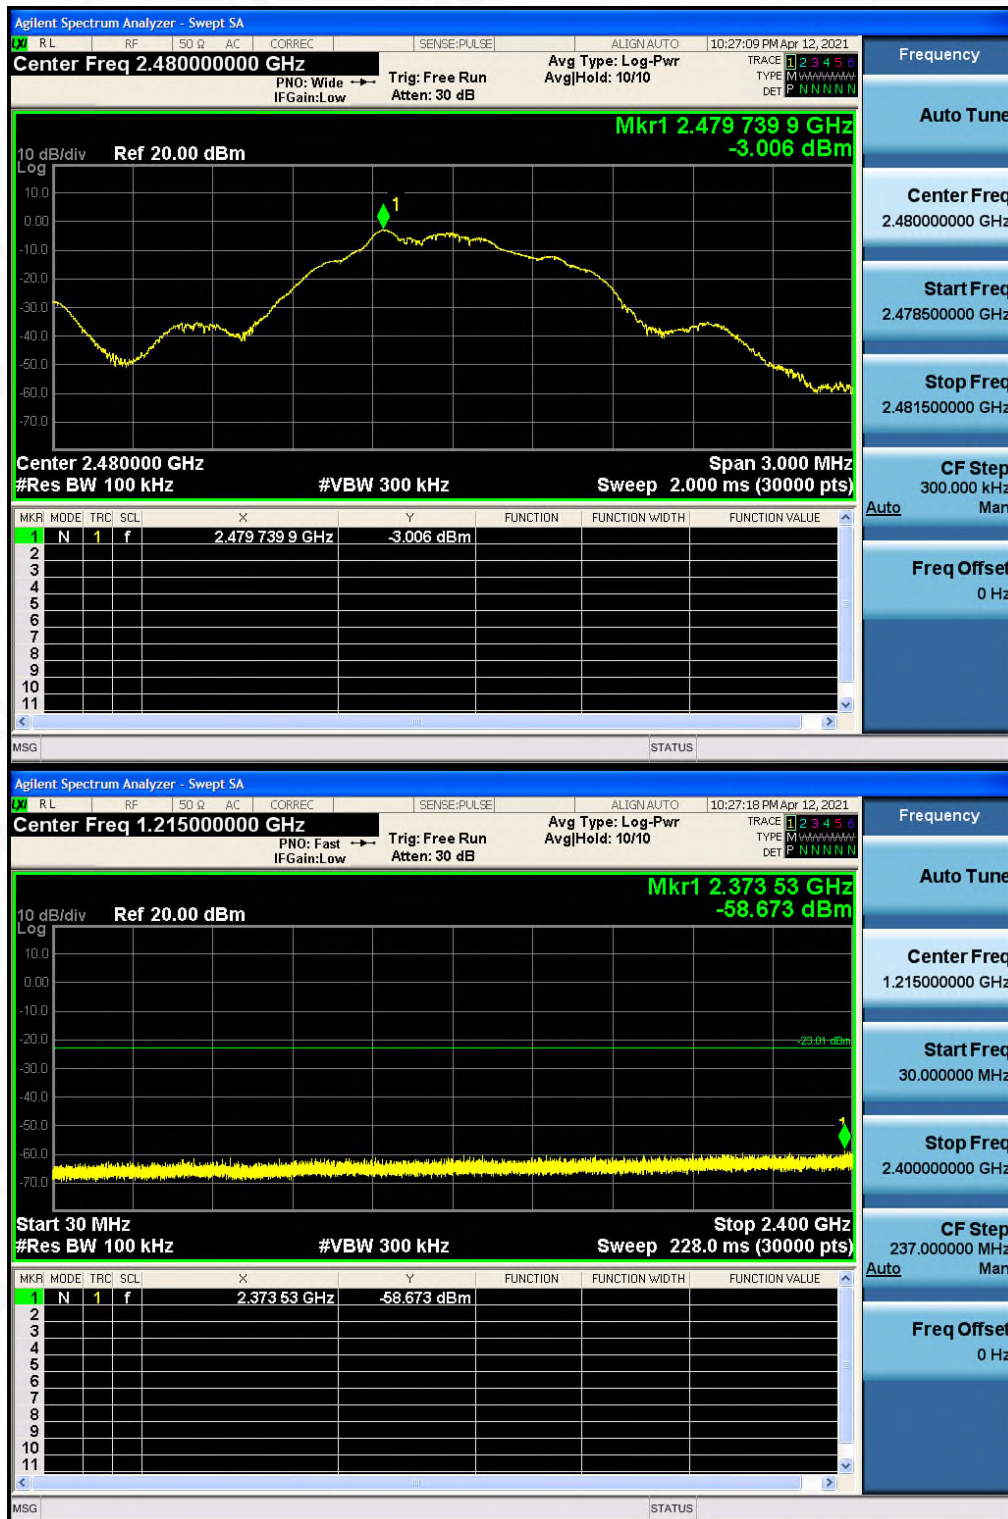 Agilent Spectrum Analyzer - Swept SA
LXI RL RF 50 Ω AC CORREC SENSE:PULSE ALIGN AUTO 10:27:09 PM Apr 12, 2021
Center Freq 2.480000000 GHz
PNO: Wide
IFGain:Low
Trig: Free Run
Atten: 30 dB
Avg Type: Log-Pwr
Avg|Hold: 10/10
TRACE 1 2 3 4 5 6
TYPE M WWWWW
DET P N N N N N
Mkr1 2.479 739 9 GHz
-3.006 dBm
10 dB/div Ref 20.00 dBm
Log
10.0
0.00
-10.0
-20.0
-30.0
-40.0
-50.0
-60.0
-70.0
1
Center 2.480000 GHz Span 3.000 MHz
#Res BW 100 kHz #VBW 300 kHz Sweep 2.000 ms (30000 pts)
MKR MODE TRC SCL X Y FUNCTION FUNCTION WIDTH FUNCTION VALUE
1 N 1 f 2.479 739 9 GHz -3.006 dBm
2
3
4
5
6
7
8
9
10
11
MSG STATUS
Frequency
Auto Tune
Center Freq
2.480000000 GHz
Start Freq
2.478500000 GHz
Stop Freq
2.481500000 GHz
CF Step
300.000 kHz
Auto Man
Freq Offset
0 Hz
Agilent Spectrum Analyzer - Swept SA
LXI RL RF 50 Ω AC CORREC SENSE:PULSE ALIGN AUTO 10:27:18 PM Apr 12, 2021
Center Freq 1.215000000 GHz
PNO: Fast
IFGain:Low
Trig: Free Run
Atten: 30 dB
Avg Type: Log-Pwr
Avg|Hold: 10/10
TRACE 1 2 3 4 5 6
TYPE M WWWWW
DET P N N N N N
Mkr1 2.373 53 GHz
-58.673 dBm
10 dB/div Ref 20.00 dBm
Log
10.0
0.00
-10.0
-20.0
-30.0
-40.0
-50.0
-60.0
-70.0
-23.01 dBm
1
Start 30 MHz Stop 2.400 GHz
#Res BW 100 kHz #VBW 300 kHz Sweep 228.0 ms (30000 pts)
MKR MODE TRC SCL X Y FUNCTION FUNCTION WIDTH FUNCTION VALUE
1 N 1 f 2.373 53 GHz -58.673 dBm
2
3
4
5
6
7
8
9
10
11
MSG STATUS
Frequency
Auto Tune
Center Freq
1.215000000 GHz
Start Freq
30.000000 MHz
Stop Freq
2.400000000 GHz
CF Step
237.000000 MHz
Auto Man
Freq Offset
0 Hz